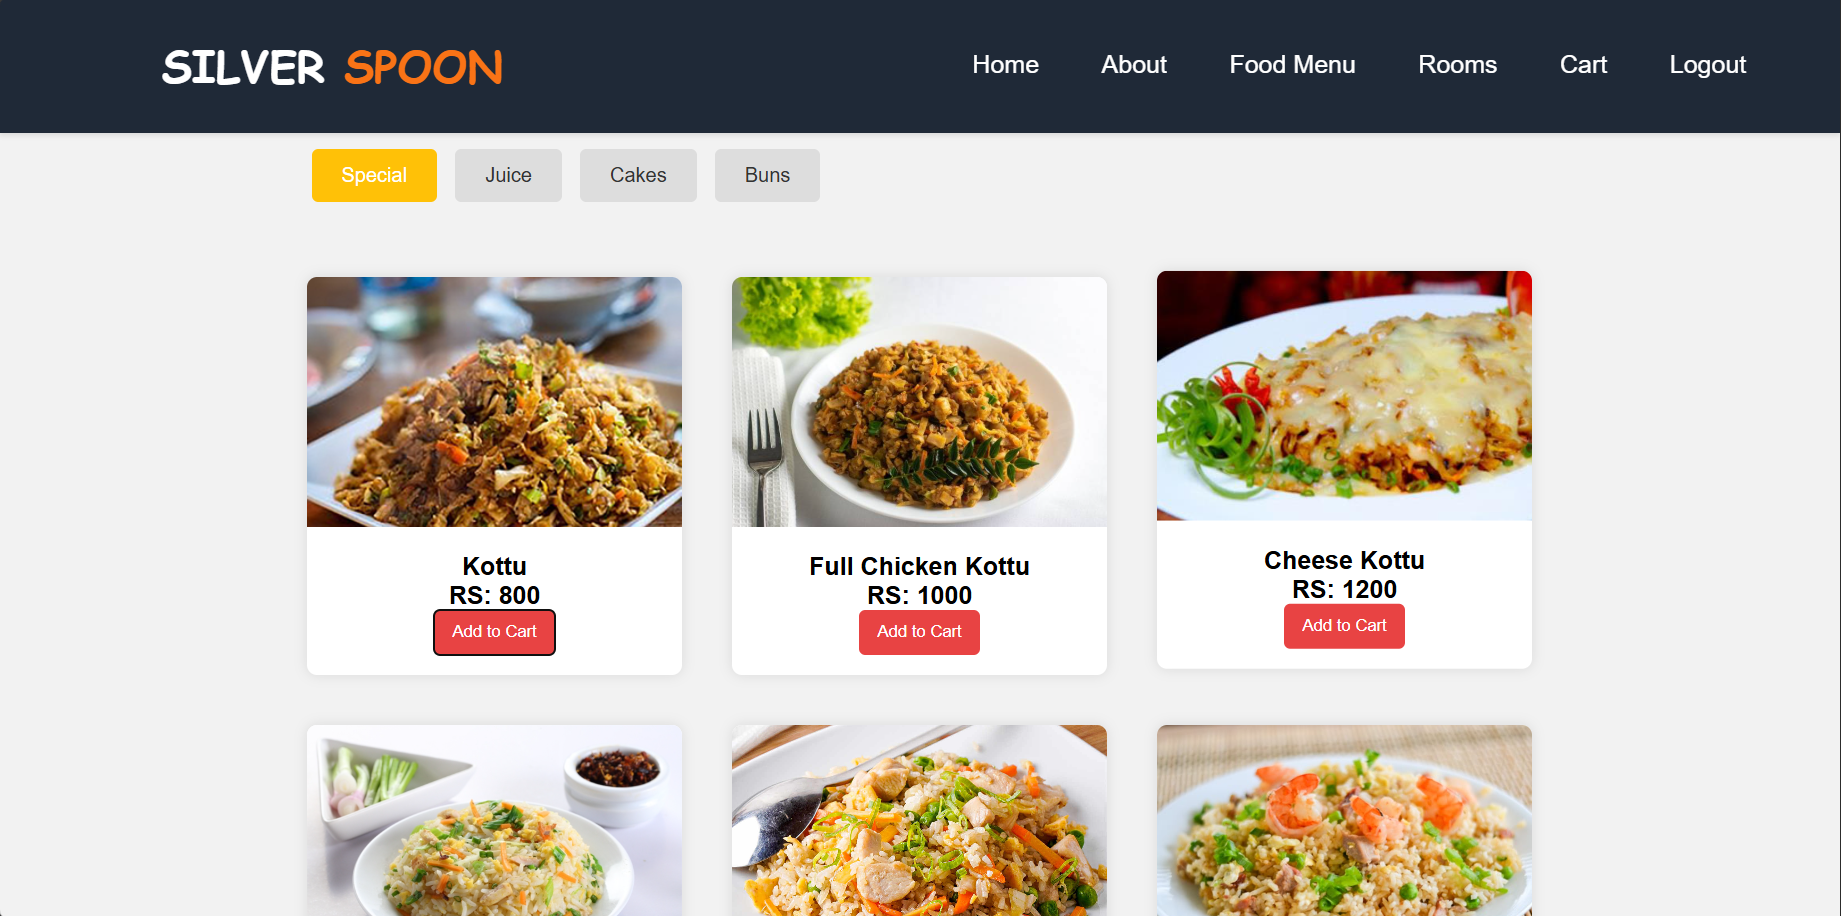 SILVER SPOON
Home About Food Menu Rooms Cart Logout
Special Juice Cakes Buns
Kottu
RS: 800
Add to Cart
Full Chicken Kottu
RS: 1000
Add to Cart
Cheese Kottu
RS: 1200
Add to Cart